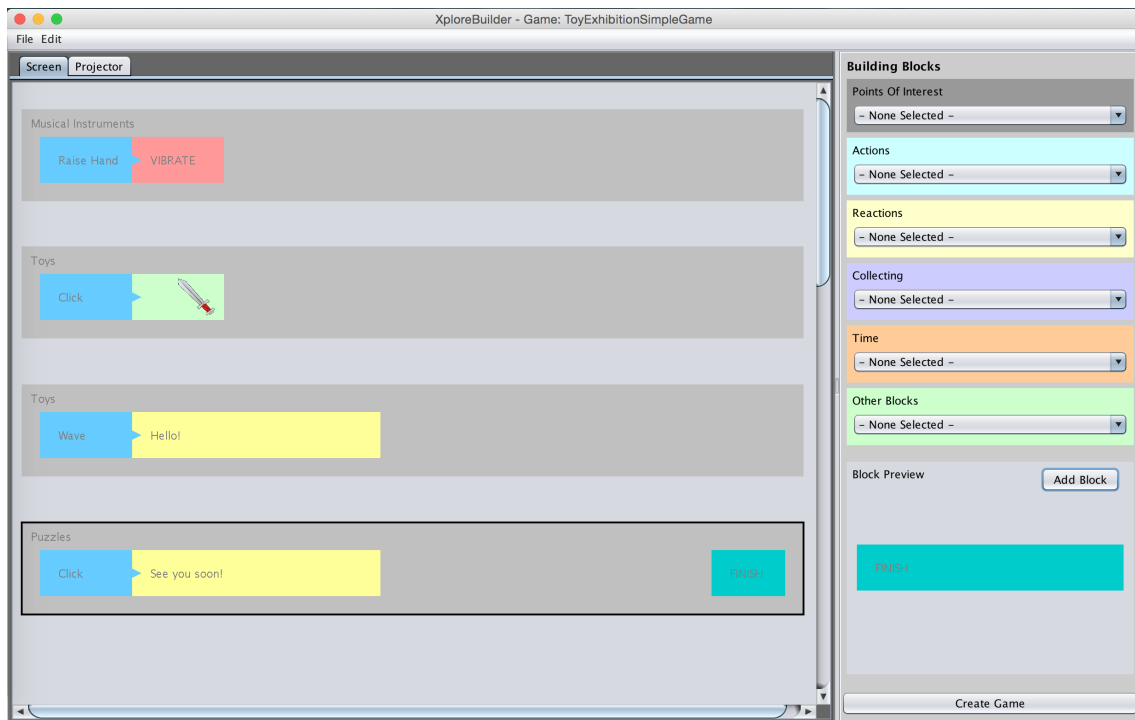 XploreBuilder - Game: ToyExhibitionSimpleGame
File Edit
Screen Projector
Musical Instruments
Raise Hand VIBRATE
Toys
Click
Toys
Wave Hello!
Puzzles
Click See you soon! FINISH
Building Blocks
Points Of Interest
– None Selected –
Actions
– None Selected –
Reactions
– None Selected –
Collecting
– None Selected –
Time
– None Selected –
Other Blocks
– None Selected –
Block Preview Add Block
FINISH
Create Game